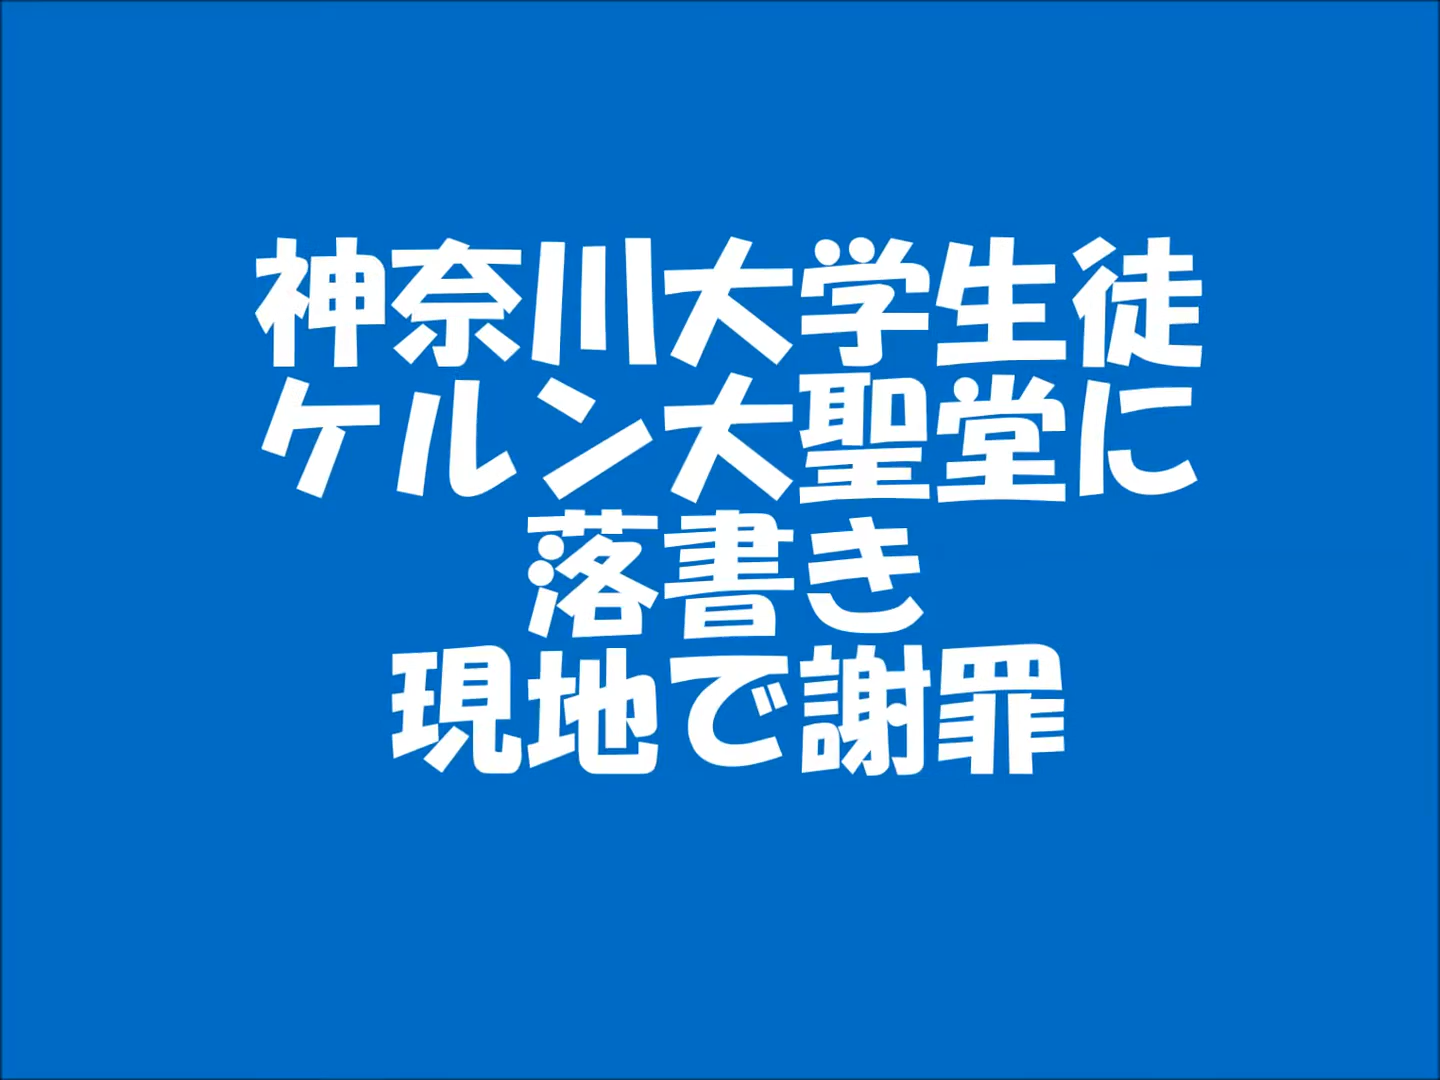 神奈川大学生徒
ケルン大聖堂に
落書き
現地で謝罪